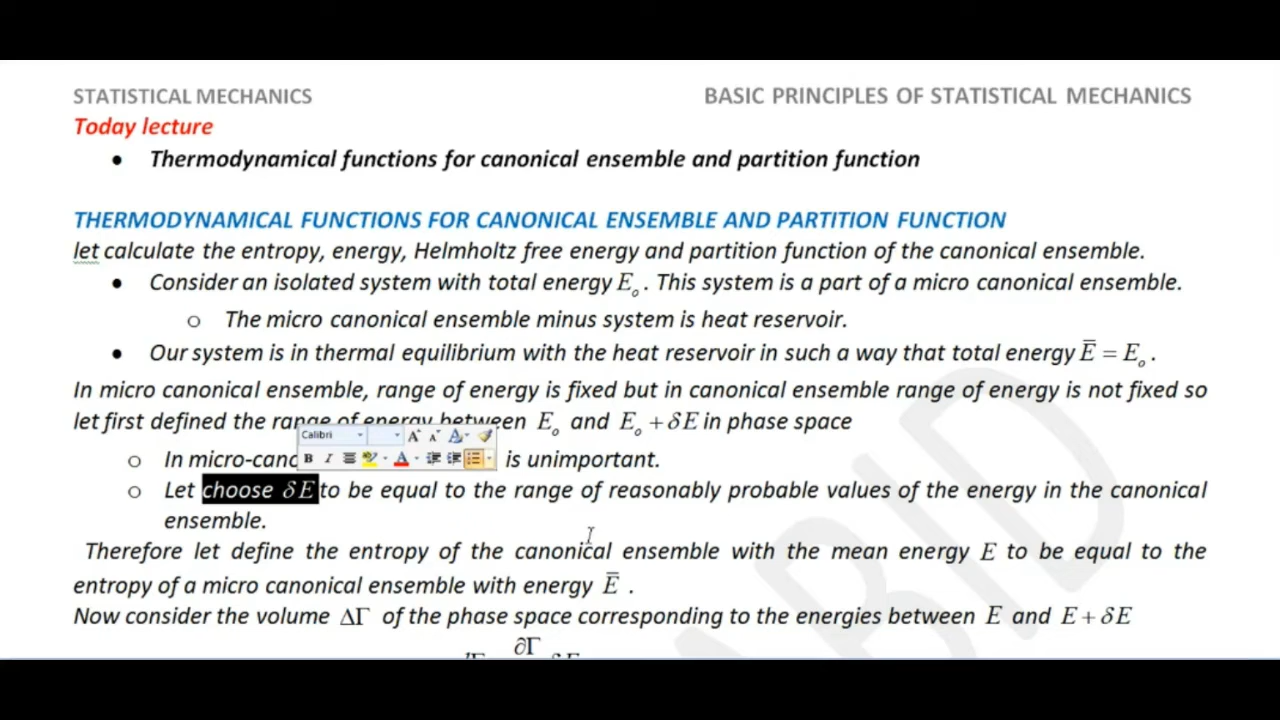 STATISTICAL MECHANICS BASIC PRINCIPLES OF STATISTICAL MECHANICS
Today lecture
• Thermodynamical functions for canonical ensemble and partition function
THERMODYNAMICAL FUNCTIONS FOR CANONICAL ENSEMBLE AND PARTITION FUNCTION
let calculate the entropy, energy, Helmholtz free energy and partition function of the canonical ensemble.
• Consider an isolated system with total energy Eₒ. This system is a part of a micro canonical ensemble.
o The micro canonical ensemble minus system is heat reservoir.
• Our system is in thermal equilibrium with the heat reservoir in such a way that total energy E̅ = Eₒ.
In micro canonical ensemble, range of energy is fixed but in canonical ensemble range of energy is not fixed so
let first defined the range of energy between Eₒ and Eₒ + δE in phase space
Calibri
o In micro-cano is unimportant.
o Let choose δE to be equal to the range of reasonably probable values of the energy in the canonical
ensemble.
Therefore let define the entropy of the canonical ensemble with the mean energy E to be equal to the
entropy of a micro canonical ensemble with energy E̅ .
Now consider the volume ΔΓ of the phase space corresponding to the energies between E and E + δE
∂Γ
ABID